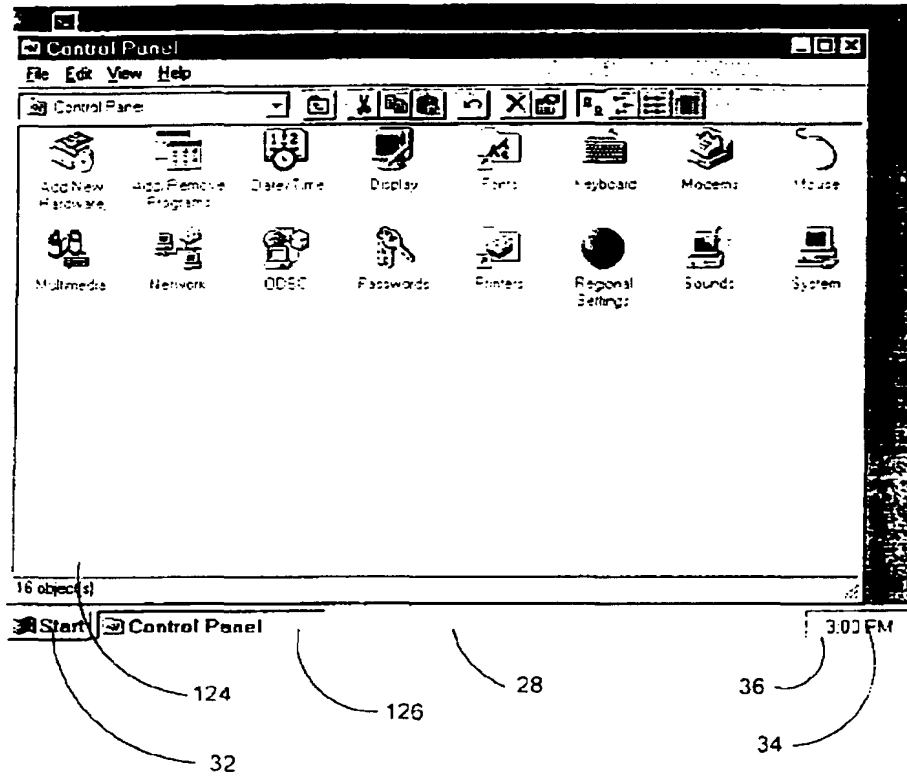 Control Panel
File Edit View Help
Control Panel
Add New Hardware
Add/Remove Programs
Date/Time
Display
Fonts
Keyboard
Modems
Mouse
Multimedia
Network
ODBC
Passwords
Printers
Regional Settings
Sounds
System
16 object(s)
Start Control Panel 3:00 PM
124
126
28
36
34
32